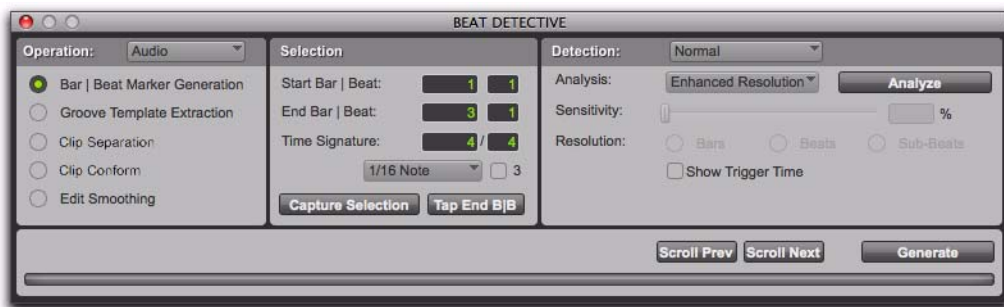 BEAT DETECTIVE
Operation: Audio
Bar | Beat Marker Generation
Groove Template Extraction
Clip Separation
Clip Conform
Edit Smoothing
Selection
Start Bar | Beat: 1 1
End Bar | Beat: 3 1
Time Signature: 4 / 4
1/16 Note 3
Capture Selection Tap End B|B
Detection: Normal
Analysis: Enhanced Resolution Analyze
Sensitivity: %
Resolution: Bars Beats Sub-Beats
Show Trigger Time
Scroll Prev Scroll Next Generate